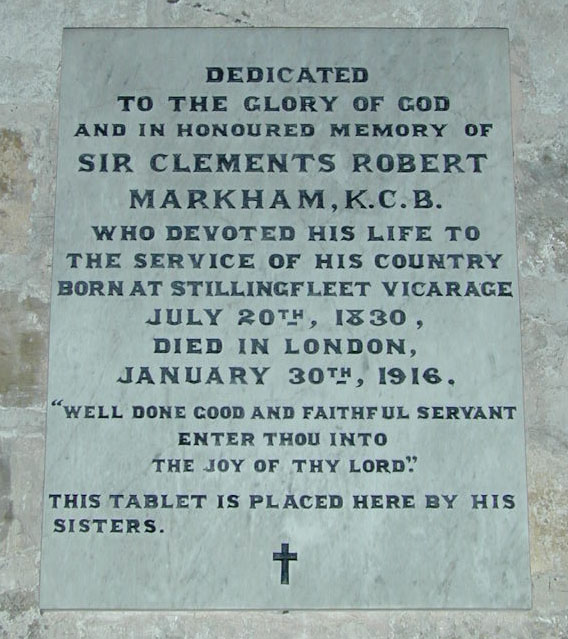 DEDICATED
TO THE GLORY OF GOD
AND IN HONOURED MEMORY OF
SIR CLEMENTS ROBERT
MARKHAM, K.C.B.
WHO DEVOTED HIS LIFE TO
THE SERVICE OF HIS COUNTRY
BORN AT STILLINGFLEET VICARAGE
JULY 20TH, 1830,
DIED IN LONDON,
JANUARY 30TH, 1916.
"WELL DONE GOOD AND FAITHFUL SERVANT
ENTER THOU INTO
THE JOY OF THY LORD."
THIS TABLET IS PLACED HERE BY HIS
SISTERS.